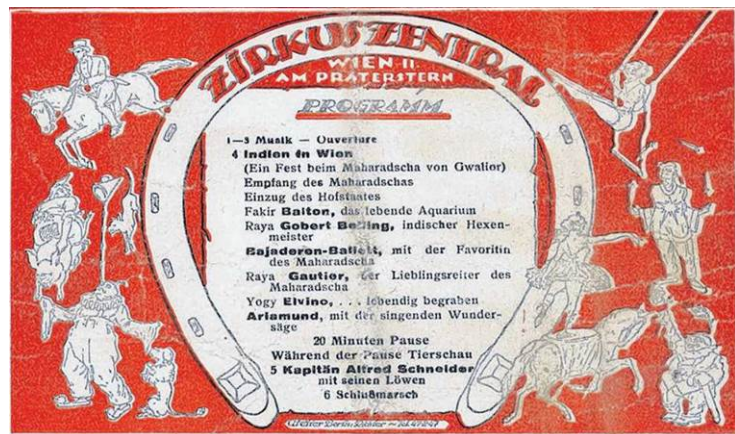 ZIRKUS ZENTRAL
WIEN II.
AM PRATERSTERN
PROGRAMM
1—3 Musik — Ouverture
4 Indien in Wien
(Ein Fest beim Maharadscha von Gwalior)
Empfang des Maharadschas
Einzug des Hofstaates
Fakir Balton, das lebende Aquarium
Raya Gobert Belling, indischer Hexen-
meister
Bajaderen-Ballett, mit der Favoritin
des Maharadscha
Raya Gautier, der Lieblingsreiter des
Maharadscha
Yogy Elvino, . . . lebendig begraben
Ariamund, mit der singenden Wunder-
säge
20 Minuten Pause
Während der Pause Tierschau
5 Kapitän Alfred Schneider
mit seinen Löwen
6 Schlußmarsch
Atelier